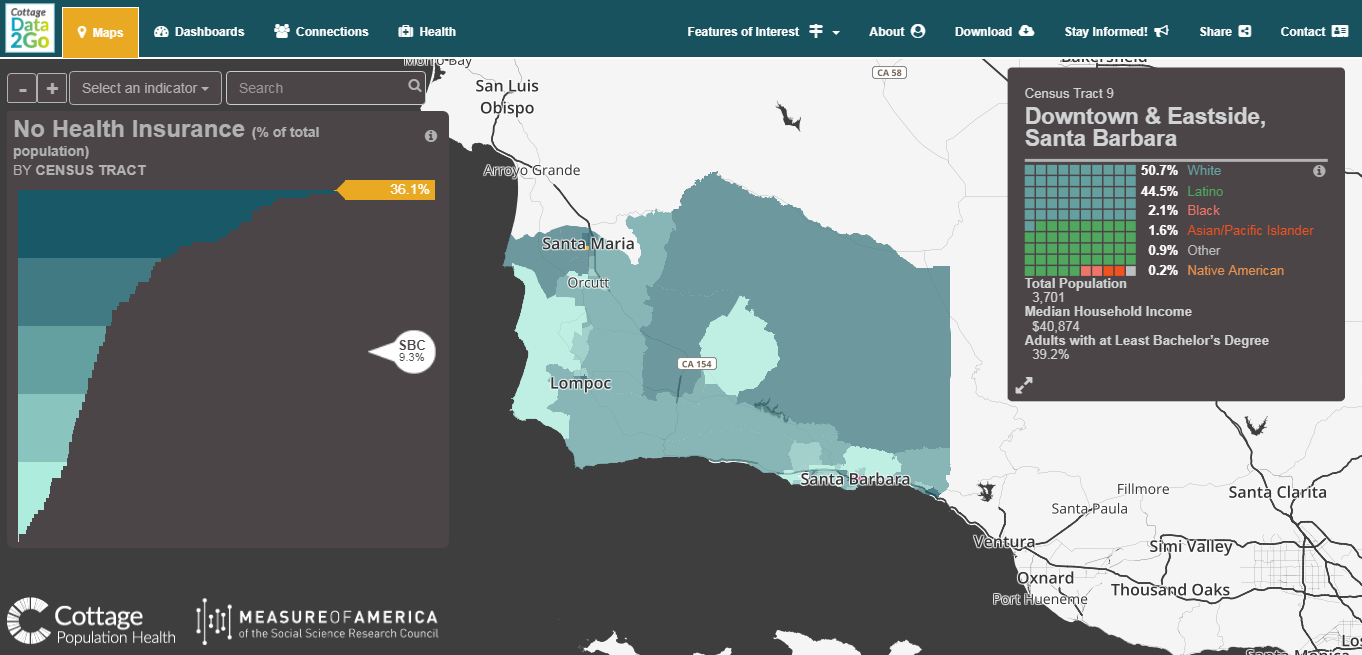 Cottage
Data
2Go
Maps
Dashboards
Connections
Health
Features of Interest
About
Download
Stay Informed!
Share
Contact
-
+
Select an indicator
Search
No Health Insurance (% of total
population)
BY CENSUS TRACT
36.1%
SBC
9.3%
Cottage
Population Health
MEASURE OF AMERICA
of the Social Science Research Council
Morro Bay
San Luis
Obispo
CA 58
Bakersfield
Arroyo Grande
Santa Maria
Orcutt
CA 154
Lompoc
Santa Barbara
Fillmore
Santa Clarita
Santa Paula
Ventura
Simi Valley
Oxnard
Thousand Oaks
Port Hueneme
Los
Santa Monica
Census Tract 9
Downtown & Eastside,
Santa Barbara
50.7% White
44.5% Latino
2.1% Black
1.6% Asian/Pacific Islander
0.9% Other
0.2% Native American
Total Population
3,701
Median Household Income
$40,874
Adults with at Least Bachelor's Degree
39.2%